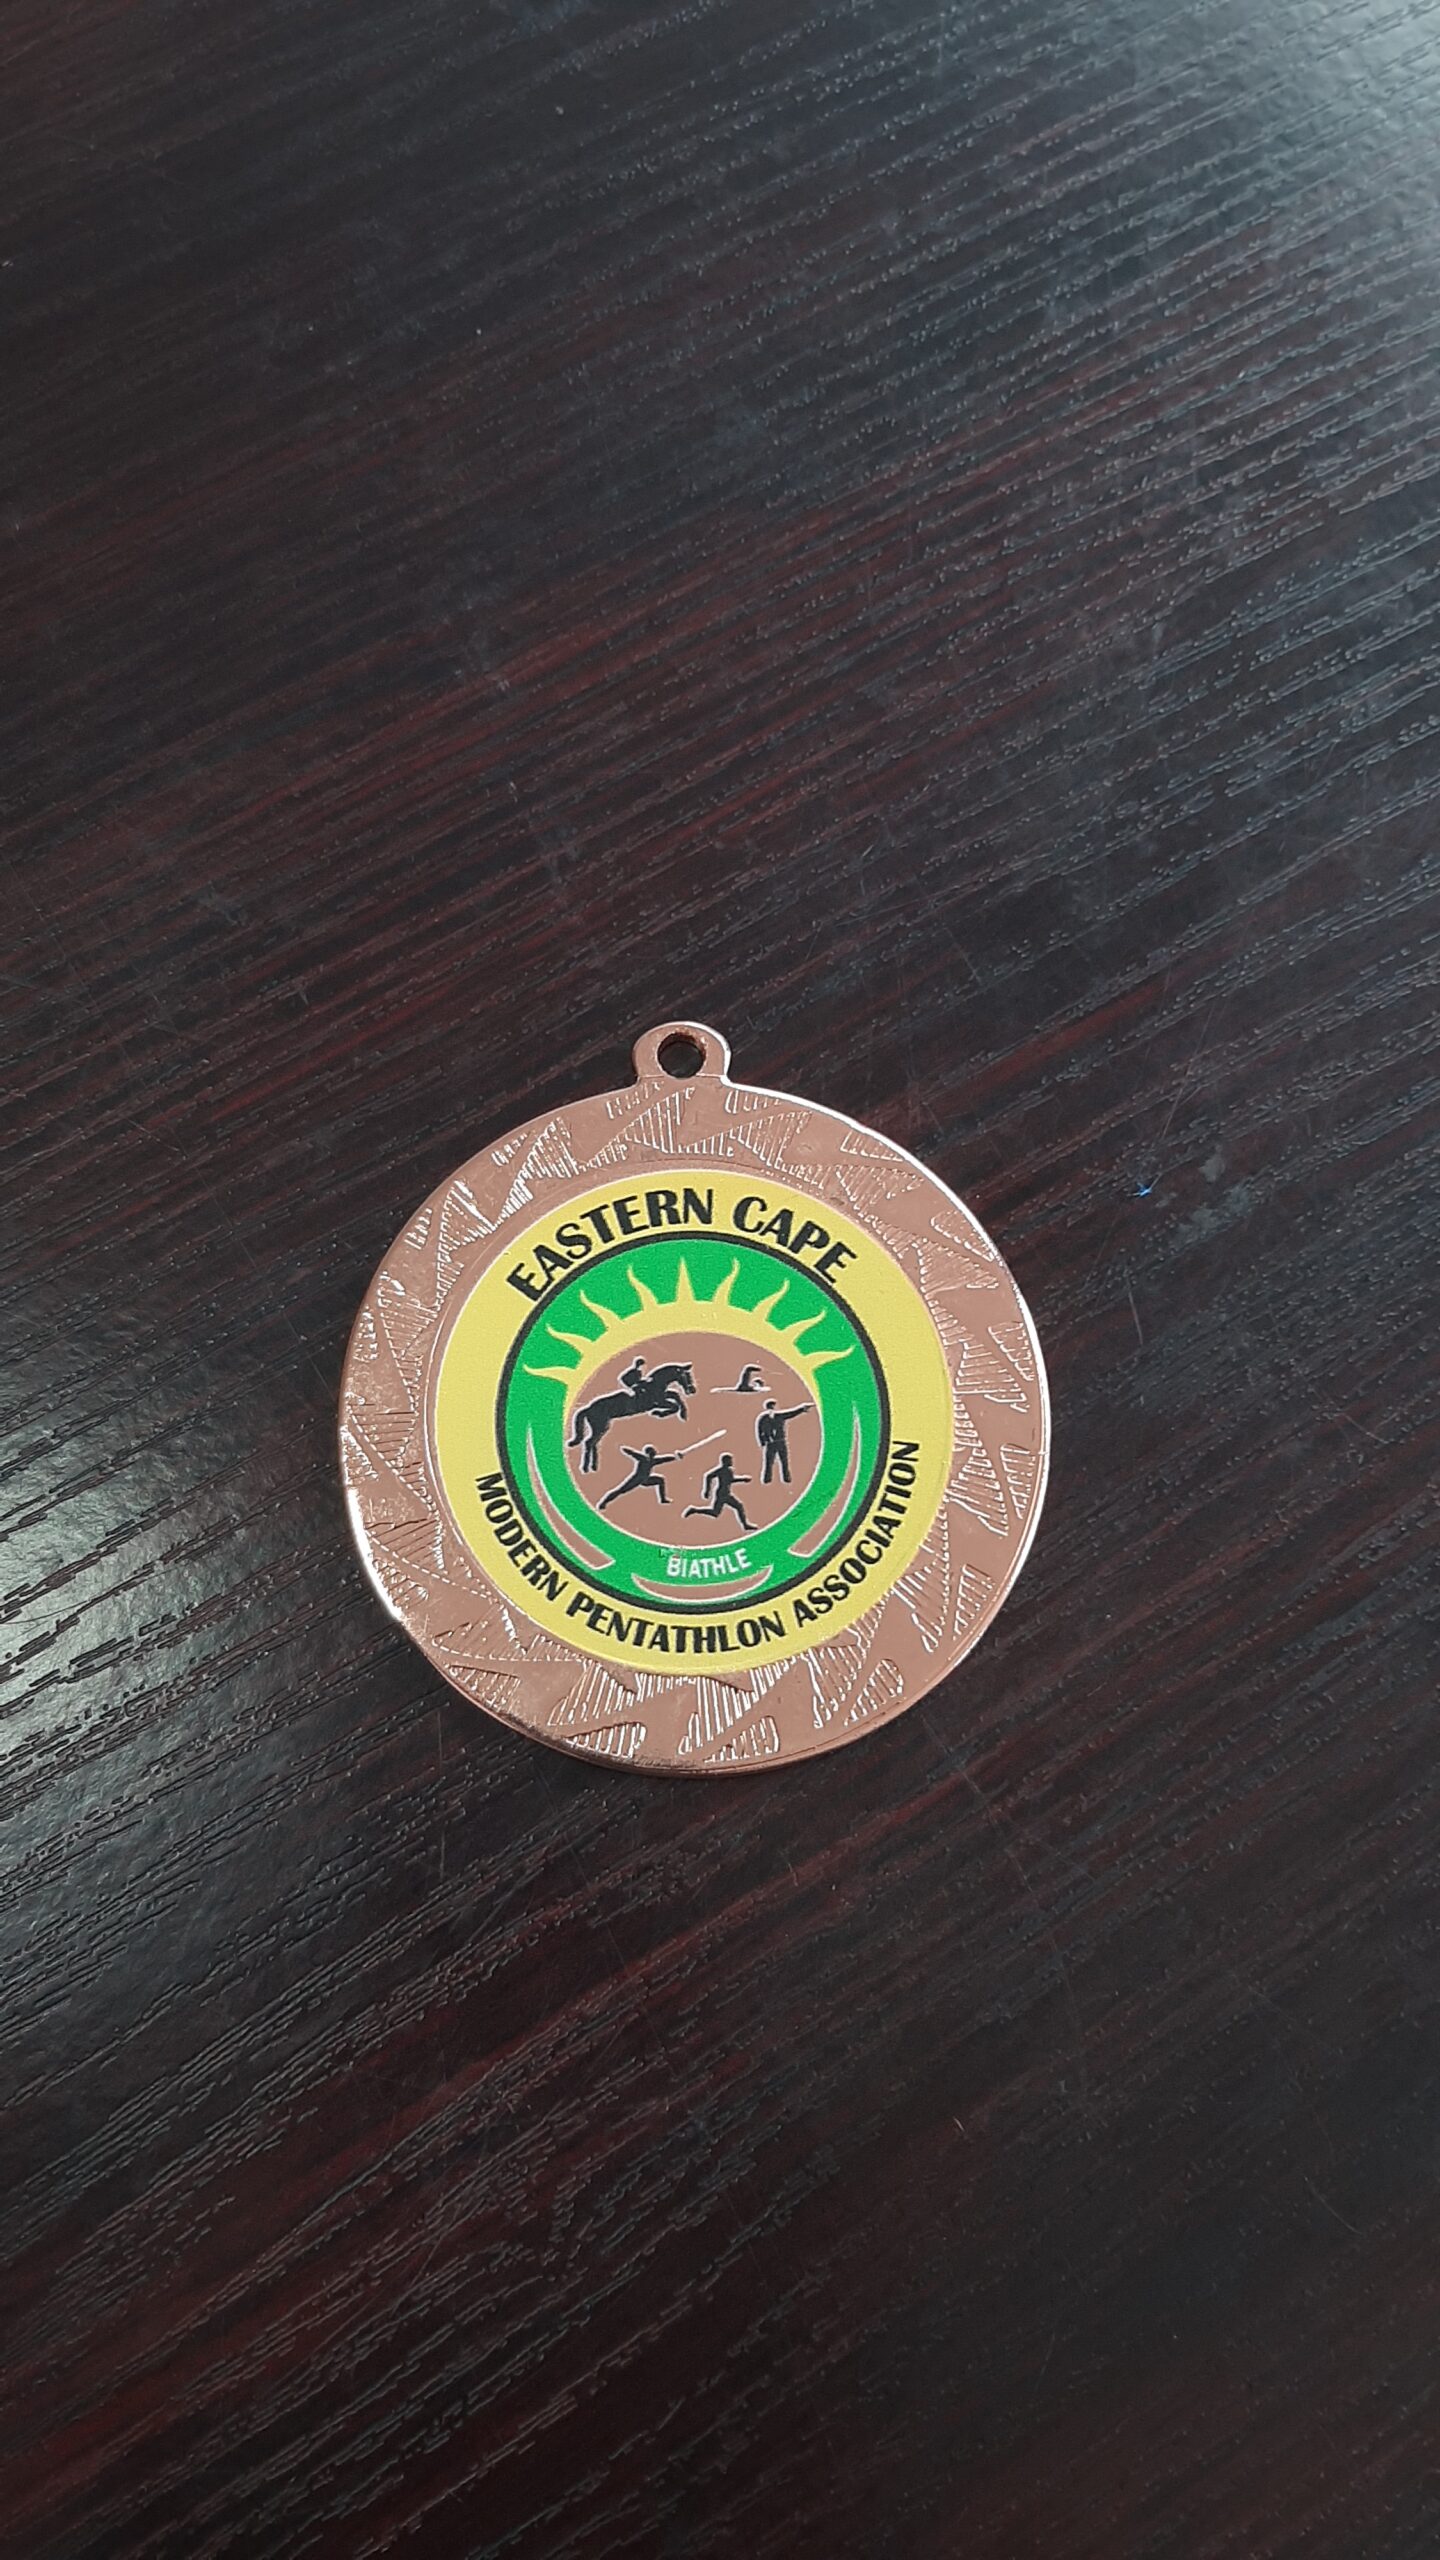 EASTERN CAPE
BIATHLE
MODERN PENTATHLON ASSOCIATION